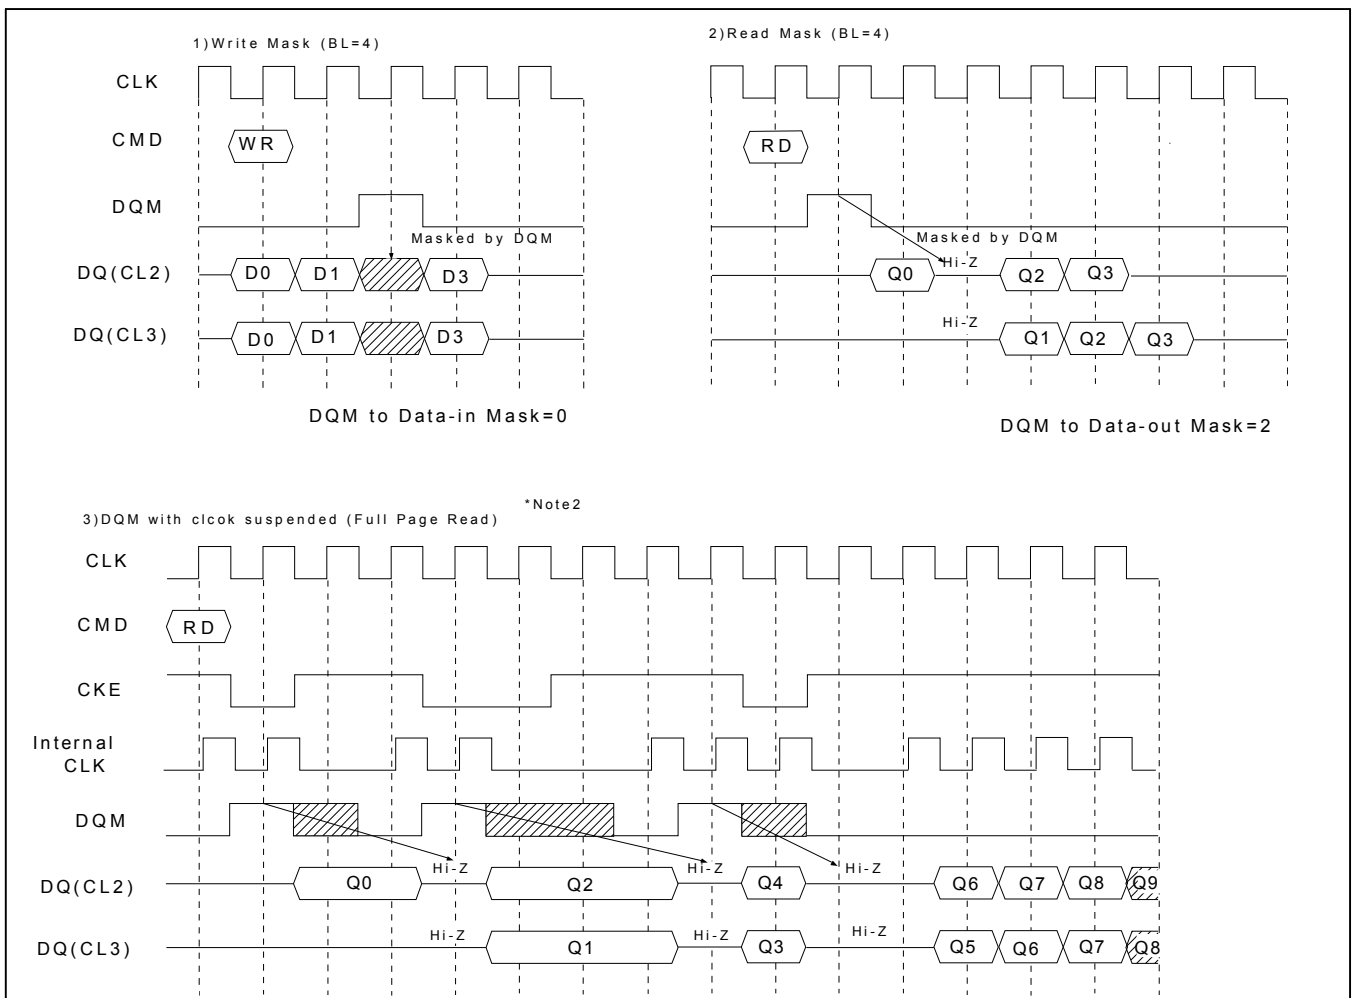 1)Write Mask (BL=4)
CLK
CMD
WR
DQM
Masked by DQM
DQ(CL2)
D0 D1 D3
DQ(CL3)
D0 D1 D3
DQM to Data-in Mask=0
2)Read Mask (BL=4)
RD
Masked by DQM
Hi-Z
Q0 Q2 Q3
Hi-Z
Q1 Q2 Q3
DQM to Data-out Mask=2
*Note2
3)DQM with clcok suspended (Full Page Read)
CLK
CMD
RD
CKE
Internal
CLK
DQM
Hi-Z Hi-Z Hi-Z
DQ(CL2)
Q0 Q2 Q4 Q6 Q7 Q8 Q9
Hi-Z Hi-Z Hi-Z
DQ(CL3)
Q1 Q3 Q5 Q6 Q7 Q8